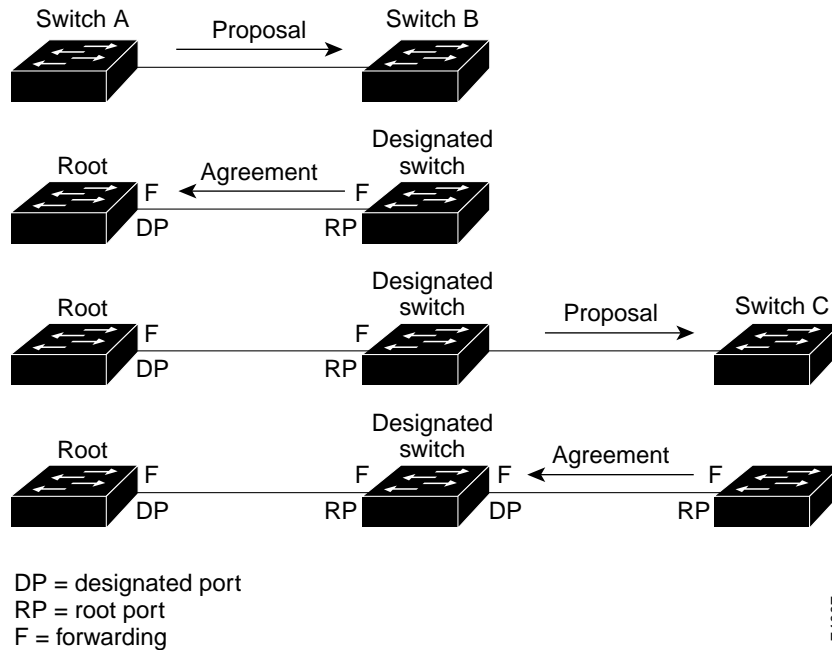 Switch A
Proposal
Switch B
Root
F
Agreement
F
Designated
switch
DP
RP
Root
F
F
Designated
switch
Proposal
Switch C
DP
RP
Root
F
F
Designated
switch
F
Agreement
F
DP
RP
DP
RP
DP = designated port
RP = root port
F = forwarding